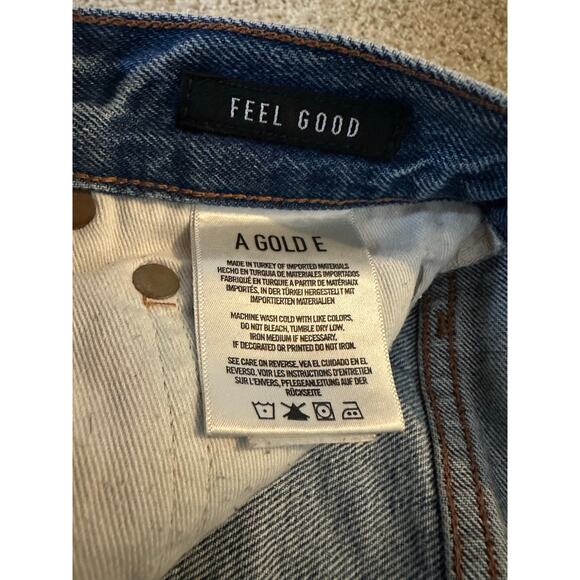 FEEL GOOD
A GOLD E
MADE IN TURKEY OF IMPORTED MATERIALS
HECHO EN TURQUIA DE MATERIALES IMPORTADOS
FABRIQUÉ EN TURQUIE A PARTIR DE MATÉRIAUX
IMPORTÉS, IN DER TÜRKEI HERGESTELLT MIT
IMPORTIERTEN MATERIALIEN
MACHINE WASH COLD WITH LIKE COLORS,
DO NOT BLEACH, TUMBLE DRY LOW,
IRON MEDIUM IF NECESSARY,
IF DECORATED OR PRINTED DO NOT IRON.
SEE CARE ON REVERSE, VEA EL CUIDADO EN EL
REVERSO, VOIR LES INSTRUCTIONS D'ENTRETIEN
SUR L'ENVERS, PFLEGEANLEITUNG AUF DER
RÜCKSEITE